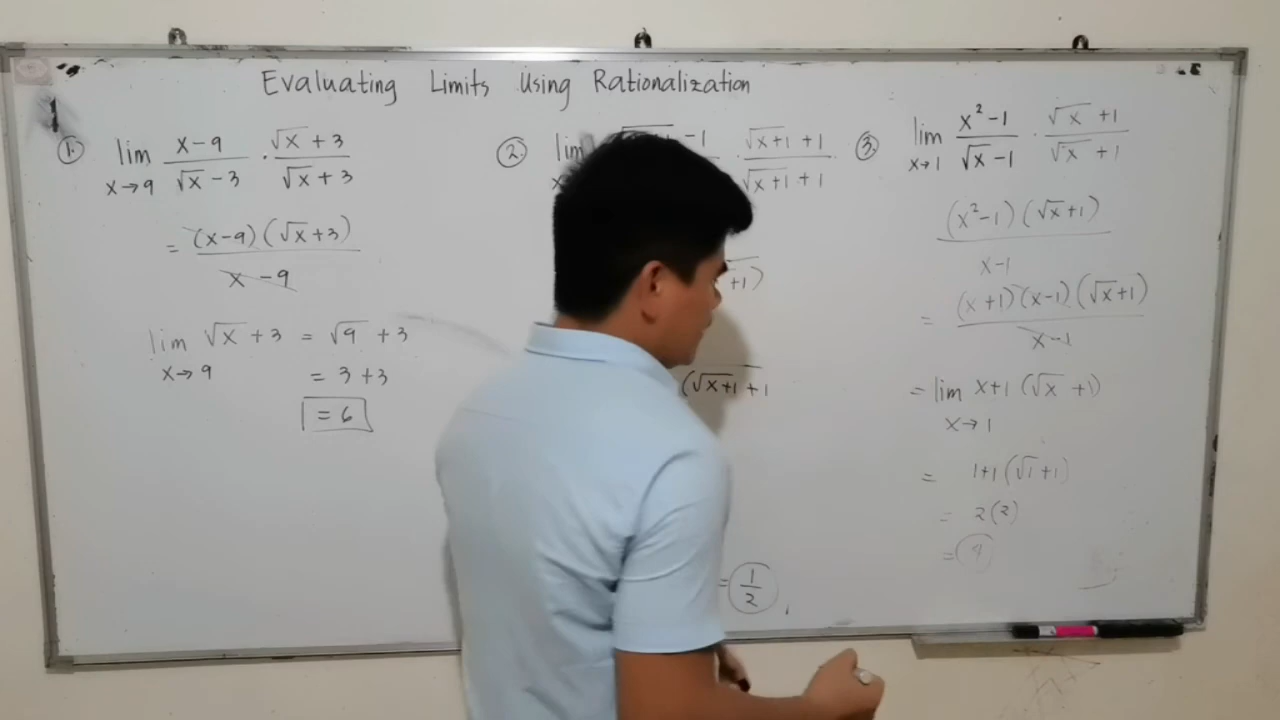 Evaluating Limits Using Rationalization
1. lim x→9 (x-9)/(√x - 3) · (√x + 3)/(√x + 3)
= (x-9)(√x+3)/(x-9)
lim x→9 √x + 3 = √9 + 3
= 3+3
= 6
2. lim -1 · (√x+1 + 1)/(√x+1 + 1)
+1)
(√x+1 + 1
= 1/2
3. lim x→1 (x²-1)/(√x-1) · (√x+1)/(√x+1)
(x²-1)(√x+1)/(x-1)
= (x+1)(x-1)(√x+1)/(x-1)
= lim x→1 x+1 (√x +1)
= 1+1(√1+1)
= 2(2)
= 4